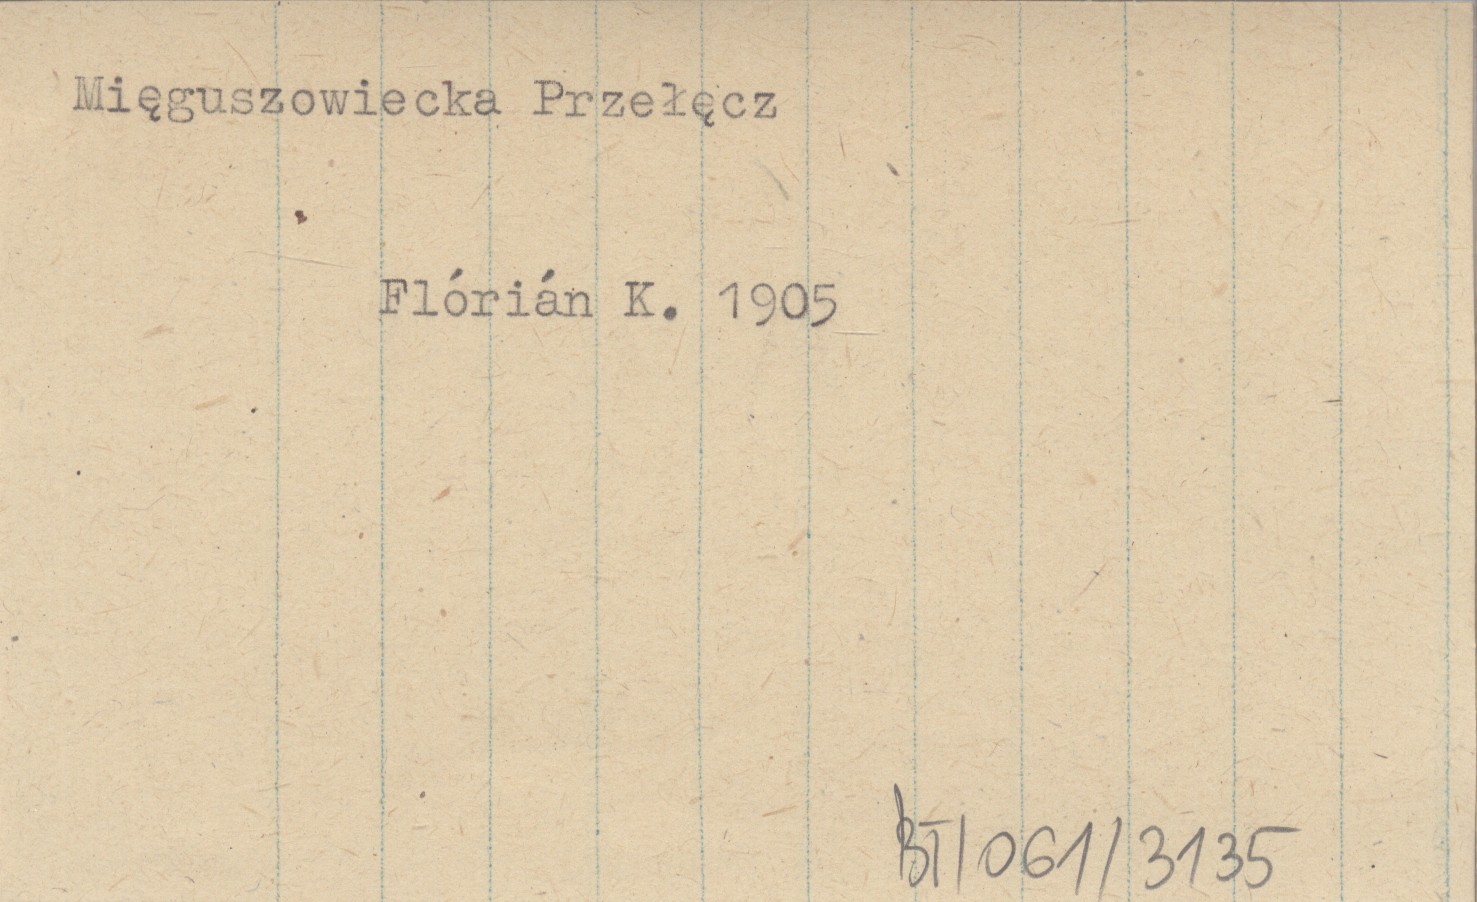 Mięguszowiecka Przełęcz
Flórián K. 1905
BT/061/3135